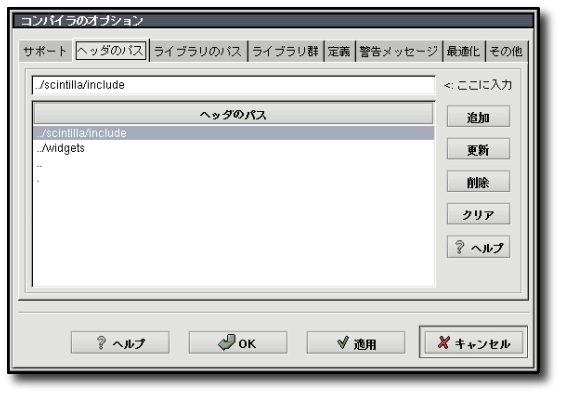 コンパイラのオプション
サポート ヘッダのパス ライブラリのパス ライブラリ群 定義 警告メッセージ 最適化 その他
../scintilla/include <: ここに入力
ヘッダのパス 追加
../scintilla/include
../widgets 更新
..
. 削除
クリア
? ヘルプ
? ヘルプ OK 適用 キャンセル